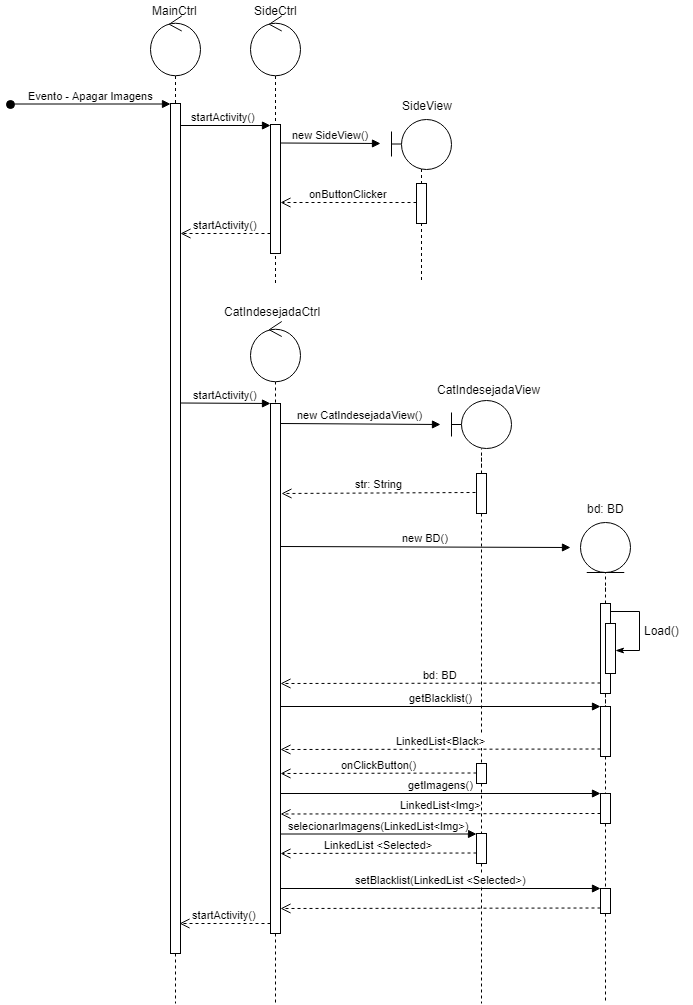 MainCtrl
SideCtrl
Evento - Apagar Imagens
SideView
startActivity()
new SideView()
onButtonClicker
startActivity()
CatIndesejadaCtrl
CatIndesejadaView
startActivity()
new CatIndesejadaView()
str: String
bd: BD
new BD()
Load()
bd: BD
getBlacklist()
LinkedList<Black>
onClickButton()
getImagens()
LinkedList<Img>
selecionarImagens(LinkedList<Img>)
LinkedList <Selected>
setBlacklist(LinkedList <Selected>)
startActivity()